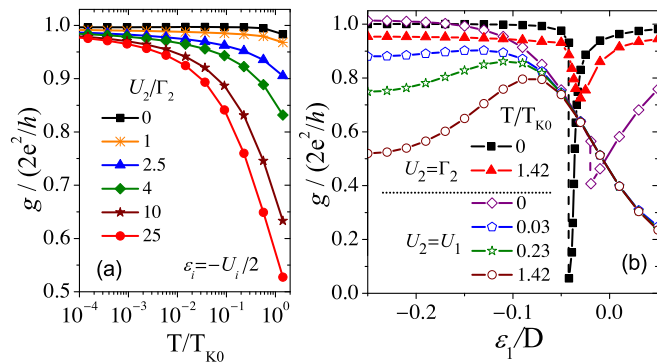 (a)
g / (2e²/h)
1.0
0.9
0.8
0.7
0.6
0.5
U₂/Γ₂
0
1
2.5
4
10
25
εᵢ=−Uᵢ/2
10⁻⁴ 10⁻³ 10⁻² 10⁻¹ 10⁰ 10¹
T/T_K0
g / (2e²/h)
1.0
0.8
0.6
0.4
0.2
0.0
T/T_K0
U₂=Γ₂
0
1.42
U₂=U₁
0
0.03
0.23
1.42
(b)
−0.2 −0.1 0.0
ε₁/D